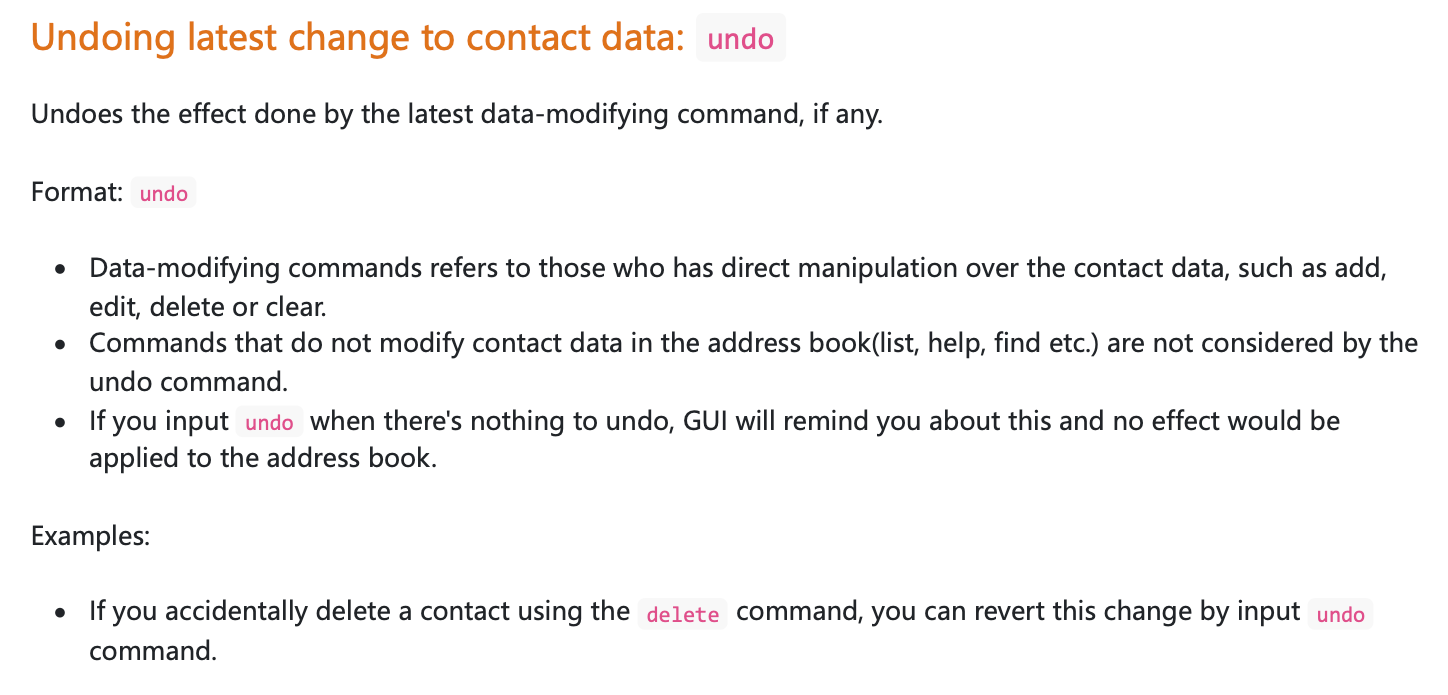 Undoing latest change to contact data: undo
Undoes the effect done by the latest data-modifying command, if any.
Format: undo
• Data-modifying commands refers to those who has direct manipulation over the contact data, such as add,
edit, delete or clear.
• Commands that do not modify contact data in the address book(list, help, find etc.) are not considered by the
undo command.
• If you input undo when there's nothing to undo, GUI will remind you about this and no effect would be
applied to the address book.
Examples:
• If you accidentally delete a contact using the delete command, you can revert this change by input undo
command.